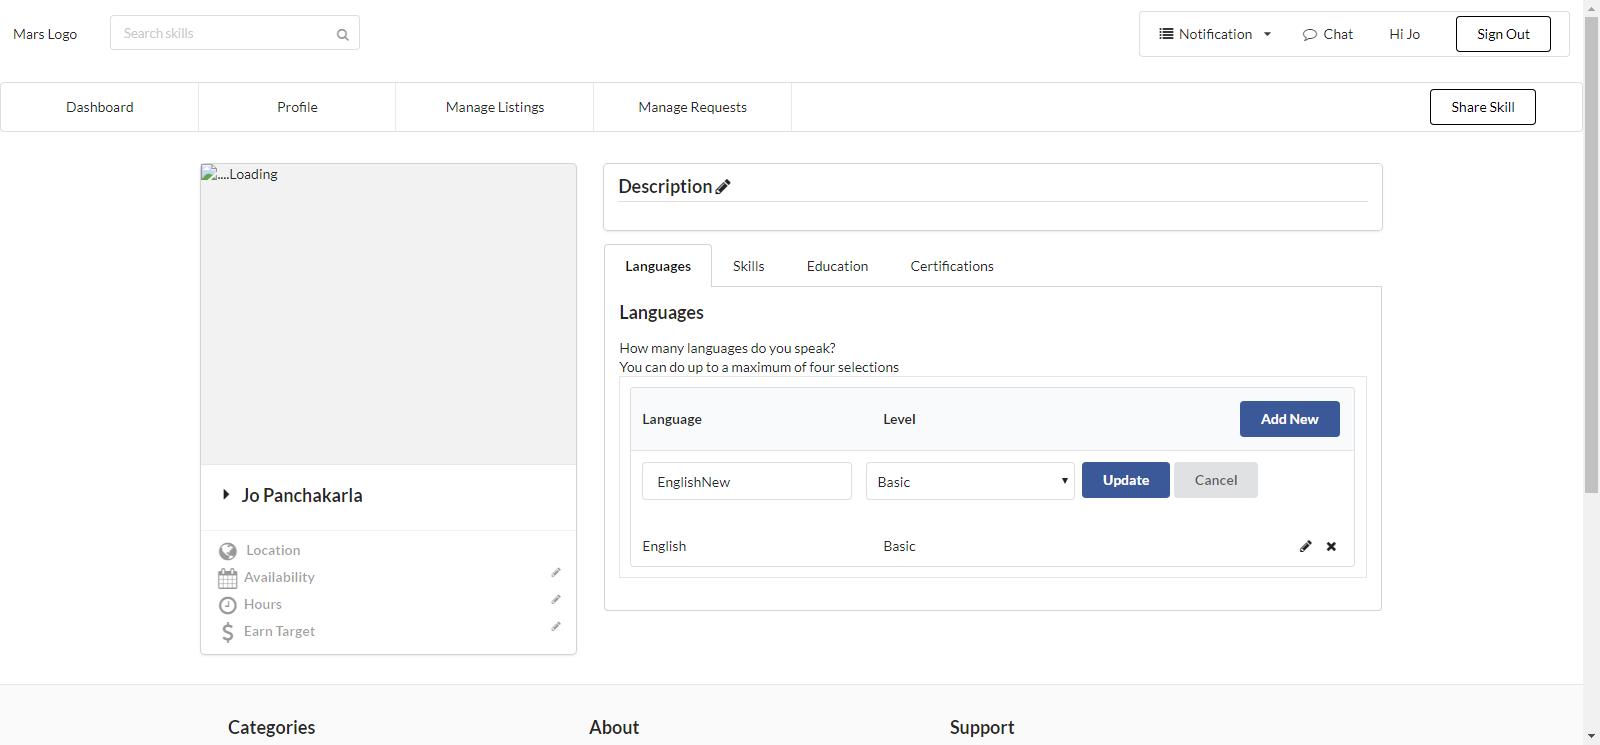 Mars Logo
Search skills
Notification
Chat
Hi Jo
Sign Out
Dashboard
Profile
Manage Listings
Manage Requests
Share Skill
....Loading
Jo Panchakarla
Location
Availability
Hours
Earn Target
Description
Languages
Skills
Education
Certifications
Languages
How many languages do you speak?
You can do up to a maximum of four selections
Language
Level
Add New
EnglishNew
Basic
Update
Cancel
English
Basic
Categories
About
Support